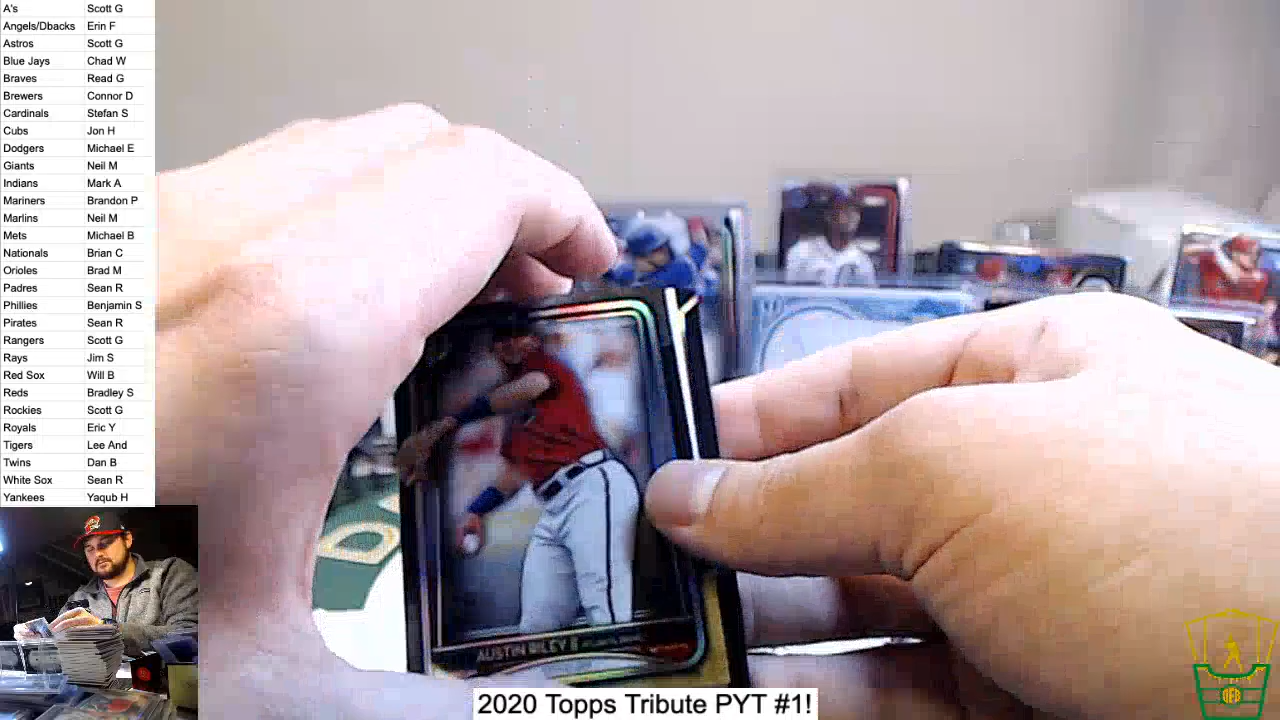 A's Scott G
Angels/Dbacks Erin F
Astros Scott G
Blue Jays Chad W
Braves Read G
Brewers Connor D
Cardinals Stefan S
Cubs Jon H
Dodgers Michael E
Giants Neil M
Indians Mark A
Mariners Brandon P
Marlins Neil M
Mets Michael B
Nationals Brian C
Orioles Brad M
Padres Sean R
Phillies Benjamin S
Pirates Sean R
Rangers Scott G
Rays Jim S
Red Sox Will B
Reds Bradley S
Rockies Scott G
Royals Eric Y
Tigers Lee And
Twins Dan B
White Sox Sean R
Yankees Yaqub H
AUSTIN RILEY
2020 Topps Tribute PYT #1!